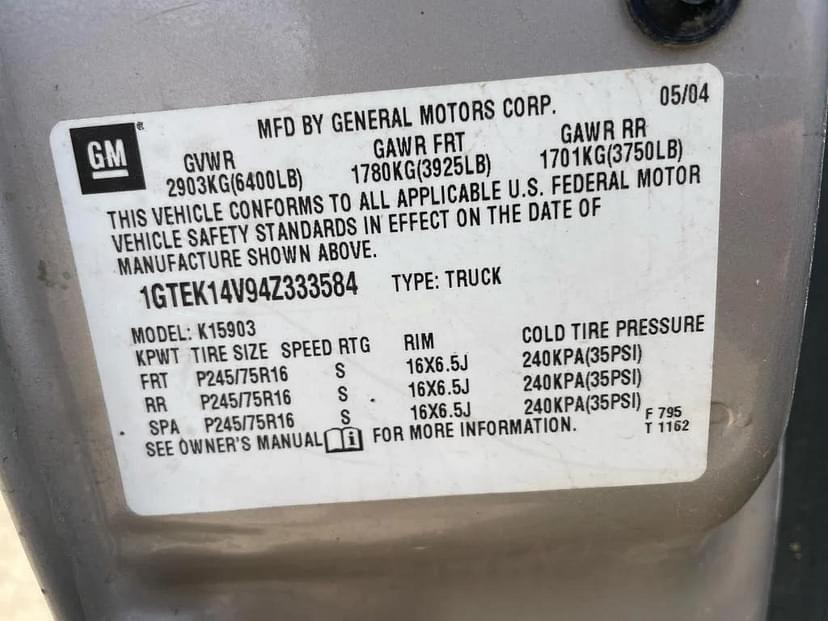 GM
MFD BY GENERAL MOTORS CORP. 05/04
GVWR GAWR FRT GAWR RR
2903KG(6400LB) 1780KG(3925LB) 1701KG(3750LB)
THIS VEHICLE CONFORMS TO ALL APPLICABLE U.S. FEDERAL MOTOR
VEHICLE SAFETY STANDARDS IN EFFECT ON THE DATE OF
MANUFACTURE SHOWN ABOVE.
1GTEK14V94Z333584 TYPE: TRUCK
MODEL: K15903
KPWT TIRE SIZE SPEED RTG RIM COLD TIRE PRESSURE
FRT P245/75R16 S 16X6.5J 240KPA(35PSI)
RR P245/75R16 S 16X6.5J 240KPA(35PSI)
SPA P245/75R16 S 16X6.5J 240KPA(35PSI)
SEE OWNER'S MANUAL i FOR MORE INFORMATION.
F 795
T 1162